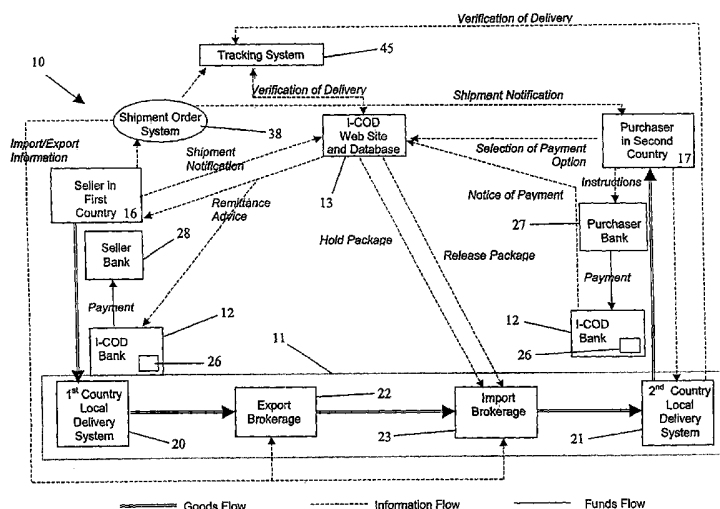 Verification of Delivery
Tracking System
45
10
Verification of Delivery
Shipment Notification
Shipment Order
System
38
I-COD
Web Site
and Database
13
Purchaser
in Second
Country
17
Import/Export
Information
Shipment
Notification
Selection of Payment
Option
Seller in
First
Country
16
Remittance
Advice
Notice of Payment
Instructions
27
Purchaser
Bank
28
Seller
Bank
Hold Package
Release Package
Payment
Payment
12
I-COD
Bank
26
12
I-COD
Bank
26
11
1st Country
Local
Delivery
System
20
Export
Brokerage
22
Import
Brokerage
23
2nd Country
Local
Delivery
System
21
Goods Flow
Information Flow
Funds Flow